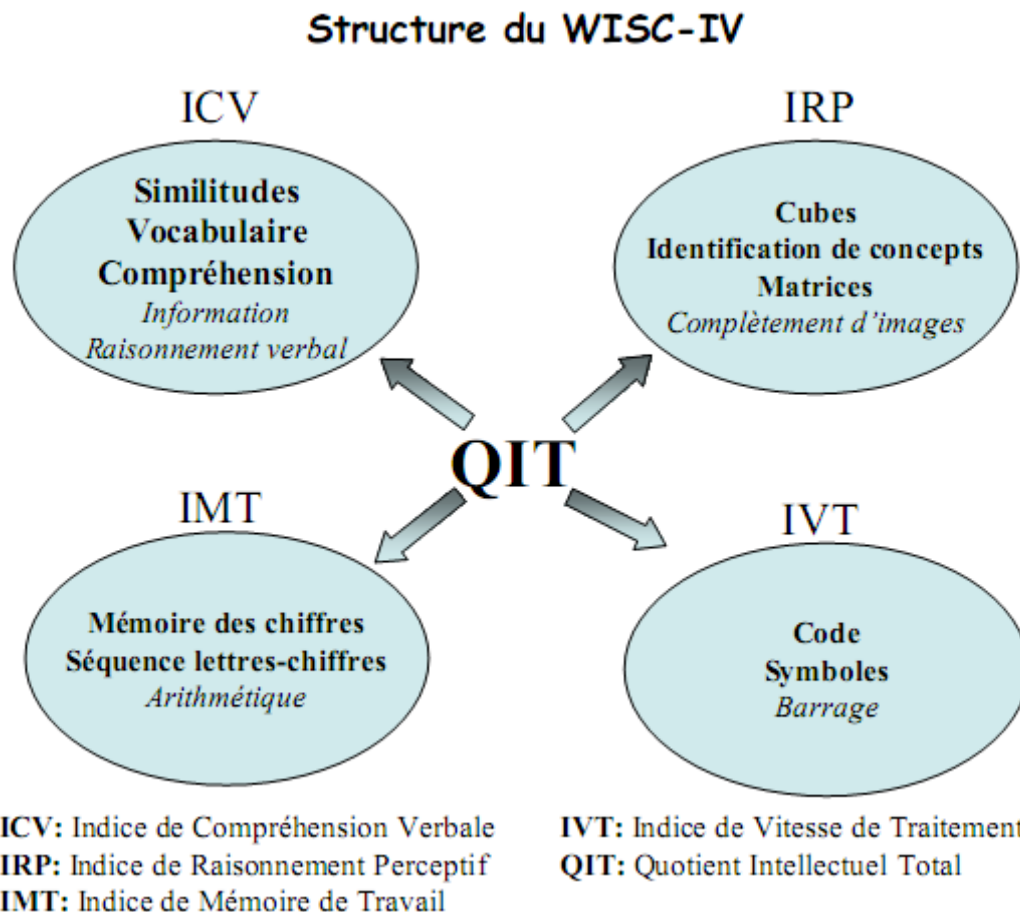 Structure du WISC-IV
ICV
Similitudes
Vocabulaire
Compréhension
Information
Raisonnement verbal
IRP
Cubes
Identification de concepts
Matrices
Complètement d'images
QIT
IMT
Mémoire des chiffres
Séquence lettres-chiffres
Arithmétique
IVT
Code
Symboles
Barrage
ICV: Indice de Compréhension Verbale
IRP: Indice de Raisonnement Perceptif
IMT: Indice de Mémoire de Travail
IVT: Indice de Vitesse de Traitement
QIT: Quotient Intellectuel Total